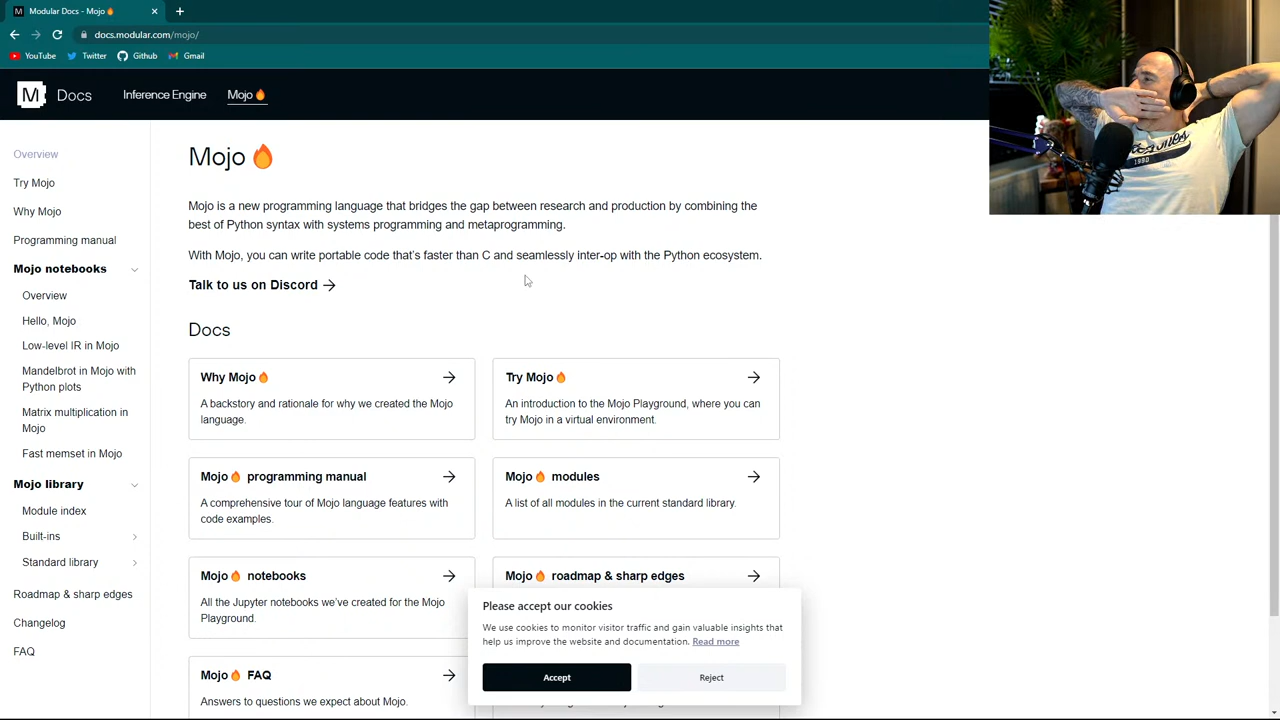 Modular Docs - Mojo🔥
docs.modular.com/mojo/
YouTube
Twitter
Github
Gmail
M
Docs
Inference Engine
Mojo🔥
Overview
Try Mojo
Why Mojo
Programming manual
Mojo notebooks
Overview
Hello, Mojo
Low-level IR in Mojo
Mandelbrot in Mojo with
Python plots
Matrix multiplication in
Mojo
Fast memset in Mojo
Mojo library
Module index
Built-ins
Standard library
Roadmap & sharp edges
Changelog
FAQ
Mojo🔥
Mojo is a new programming language that bridges the gap between research and production by combining the
best of Python syntax with systems programming and metaprogramming.
With Mojo, you can write portable code that's faster than C and seamlessly inter-op with the Python ecosystem.
Talk to us on Discord
Docs
Why Mojo🔥
A backstory and rationale for why we created the Mojo
language.
Try Mojo🔥
An introduction to the Mojo Playground, where you can
try Mojo in a virtual environment.
Mojo🔥 programming manual
A comprehensive tour of Mojo language features with
code examples.
Mojo🔥 modules
A list of all modules in the current standard library.
Mojo🔥 notebooks
All the Jupyter notebooks we've created for the Mojo
Playground.
Mojo🔥 roadmap & sharp edges
Mojo🔥 FAQ
Answers to questions we expect about Mojo.
Please accept our cookies
We use cookies to monitor visitor traffic and gain valuable insights that
help us improve the website and documentation. Read more
Accept
Reject
1980